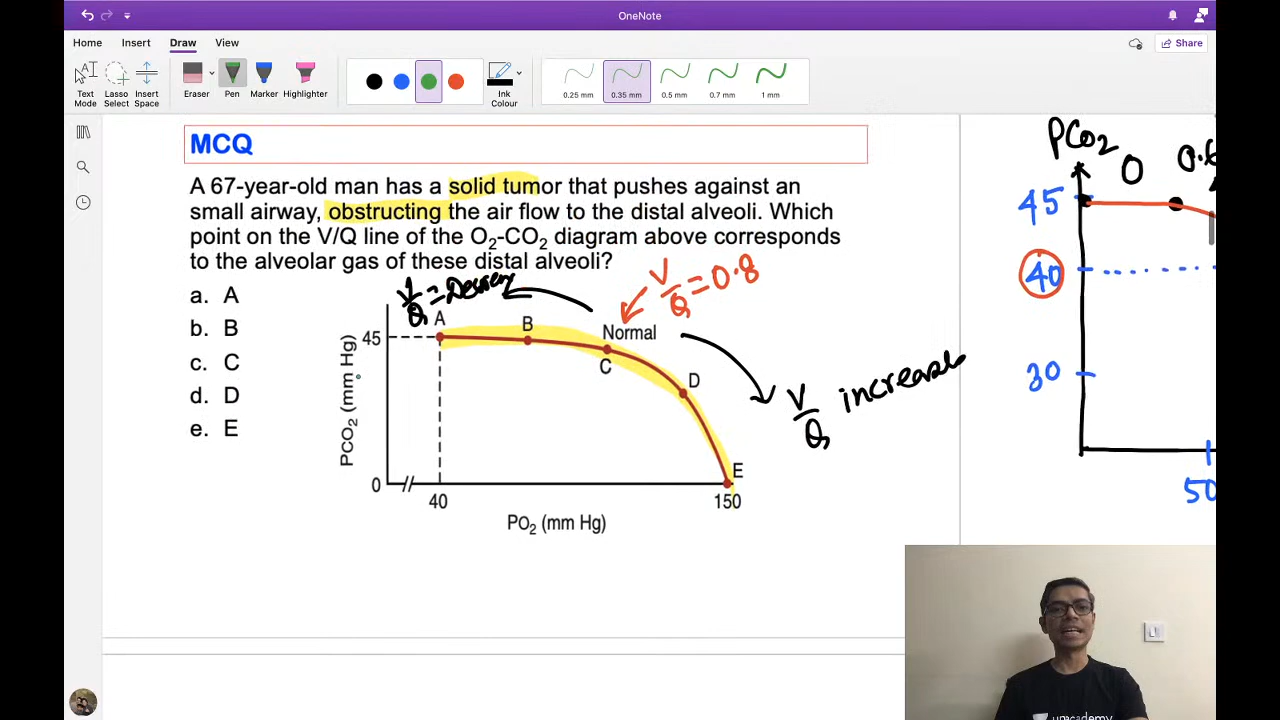 OneNote
Home Insert Draw View
Share
Text Mode
Lasso Select
Insert Space
Eraser
Pen
Marker
Highlighter
Ink Colour
0.25 mm
0.35 mm
0.5 mm
0.7 mm
1 mm
MCQ
A 67-year-old man has a solid tumor that pushes against an
small airway, obstructing the air flow to the distal alveoli. Which
point on the V/Q line of the O2-CO2 diagram above corresponds
to the alveolar gas of these distal alveoli?
a. A
b. B
c. C
d. D
e. E
V/Q =
V/Q = 0.8
A
B
Normal
C
D
E
45
0
PCO2 (mm Hg)
40
150
PO2 (mm Hg)
V/Q increases
PCO2
0
45
40
30
50
unacademy